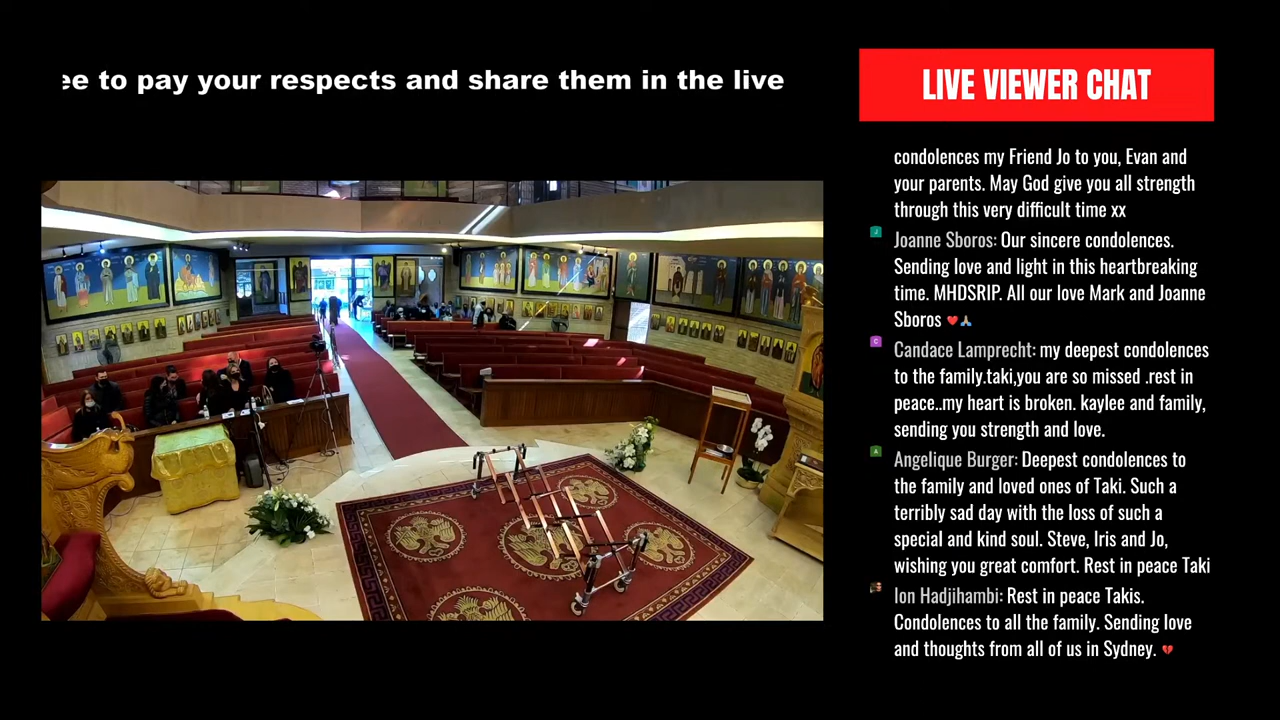 ee to pay your respects and share them in the live
LIVE VIEWER CHAT
condolences my Friend Jo to you, Evan and
your parents. May God give you all strength
through this very difficult time xx
Joanne Sboros: Our sincere condolences.
Sending love and light in this heartbreaking
time. MHDSRIP. All our love Mark and Joanne
Sboros ❤️🙏
Candace Lamprecht: my deepest condolences
to the family.taki,you are so missed .rest in
peace..my heart is broken. kaylee and family,
sending you strength and love.
Angelique Burger: Deepest condolences to
the family and loved ones of Taki. Such a
terribly sad day with the loss of such a
special and kind soul. Steve, Iris and Jo,
wishing you great comfort. Rest in peace Taki
Ion Hadjihambi: Rest in peace Takis.
Condolences to all the family. Sending love
and thoughts from all of us in Sydney. 💔